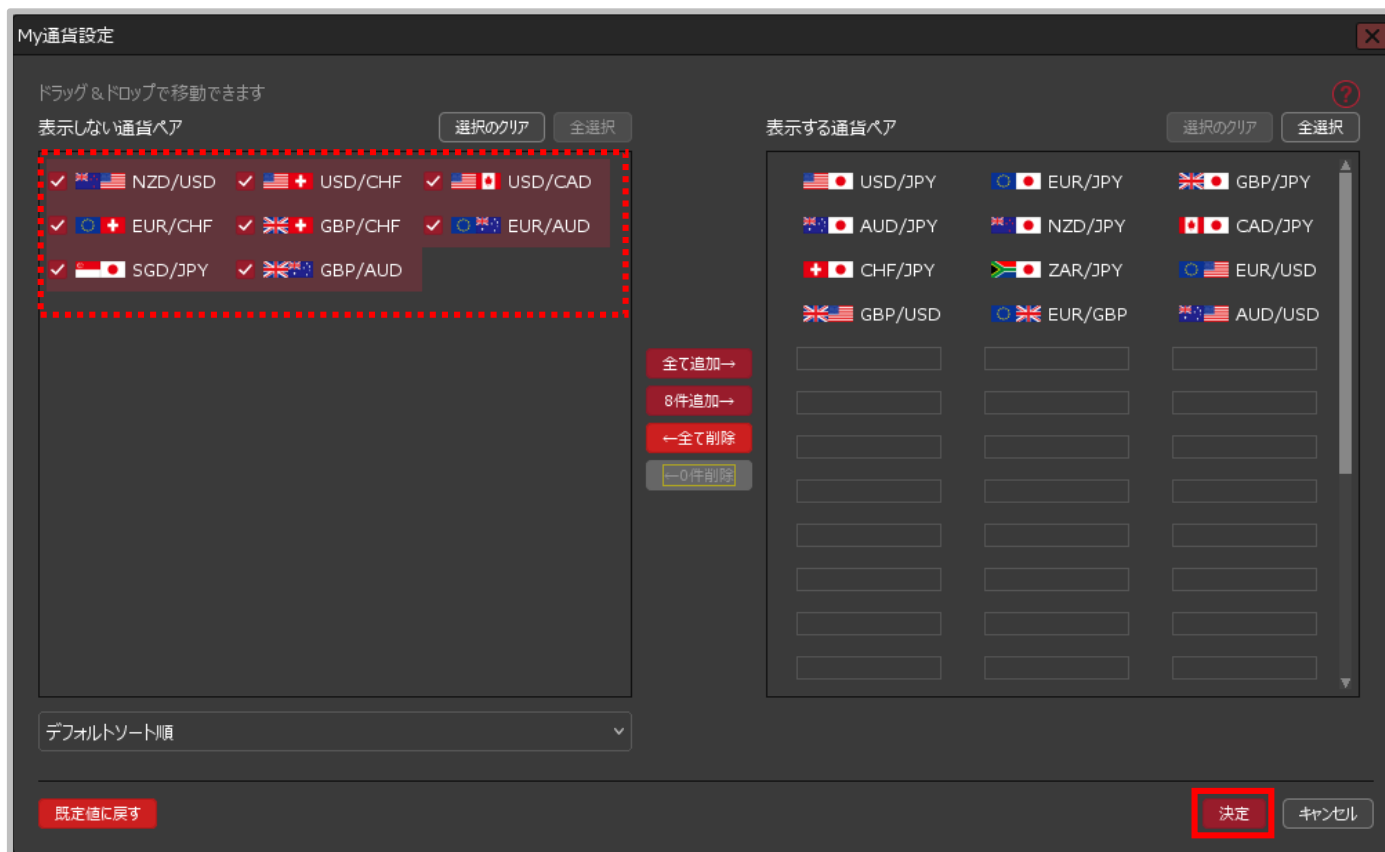 My通貨設定
ドラッグ&ドロップで移動できます
表示しない通貨ペア 選択のクリア 全選択
NZD/USD USD/CHF USD/CAD
EUR/CHF GBP/CHF EUR/AUD
SGD/JPY GBP/AUD
全て追加→
8件追加→
←全て削除
←0件削除
?
表示する通貨ペア 選択のクリア 全選択
USD/JPY EUR/JPY GBP/JPY
AUD/JPY NZD/JPY CAD/JPY
CHF/JPY ZAR/JPY EUR/USD
GBP/USD EUR/GBP AUD/USD
デフォルトソート順
既定値に戻す 決定 キャンセル